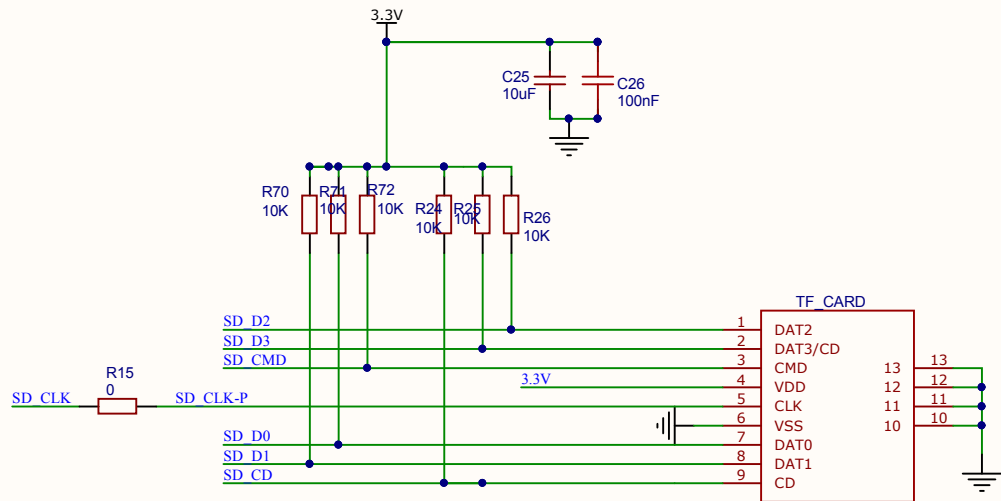 3.3V
C25
10uF
C26
100nF
R70
10K
R71
10K
R72
10K
R24
10K
R25
10K
R26
10K
TF_CARD
SD_D2
1
DAT2
SD_D3
2
DAT3/CD
SD_CMD
3
CMD
13
13
3.3V
4
VDD
12
12
R15
0
SD_CLK
SD_CLK-P
5
CLK
11
11
6
VSS
10
10
SD_D0
7
DAT0
SD_D1
8
DAT1
SD_CD
9
CD